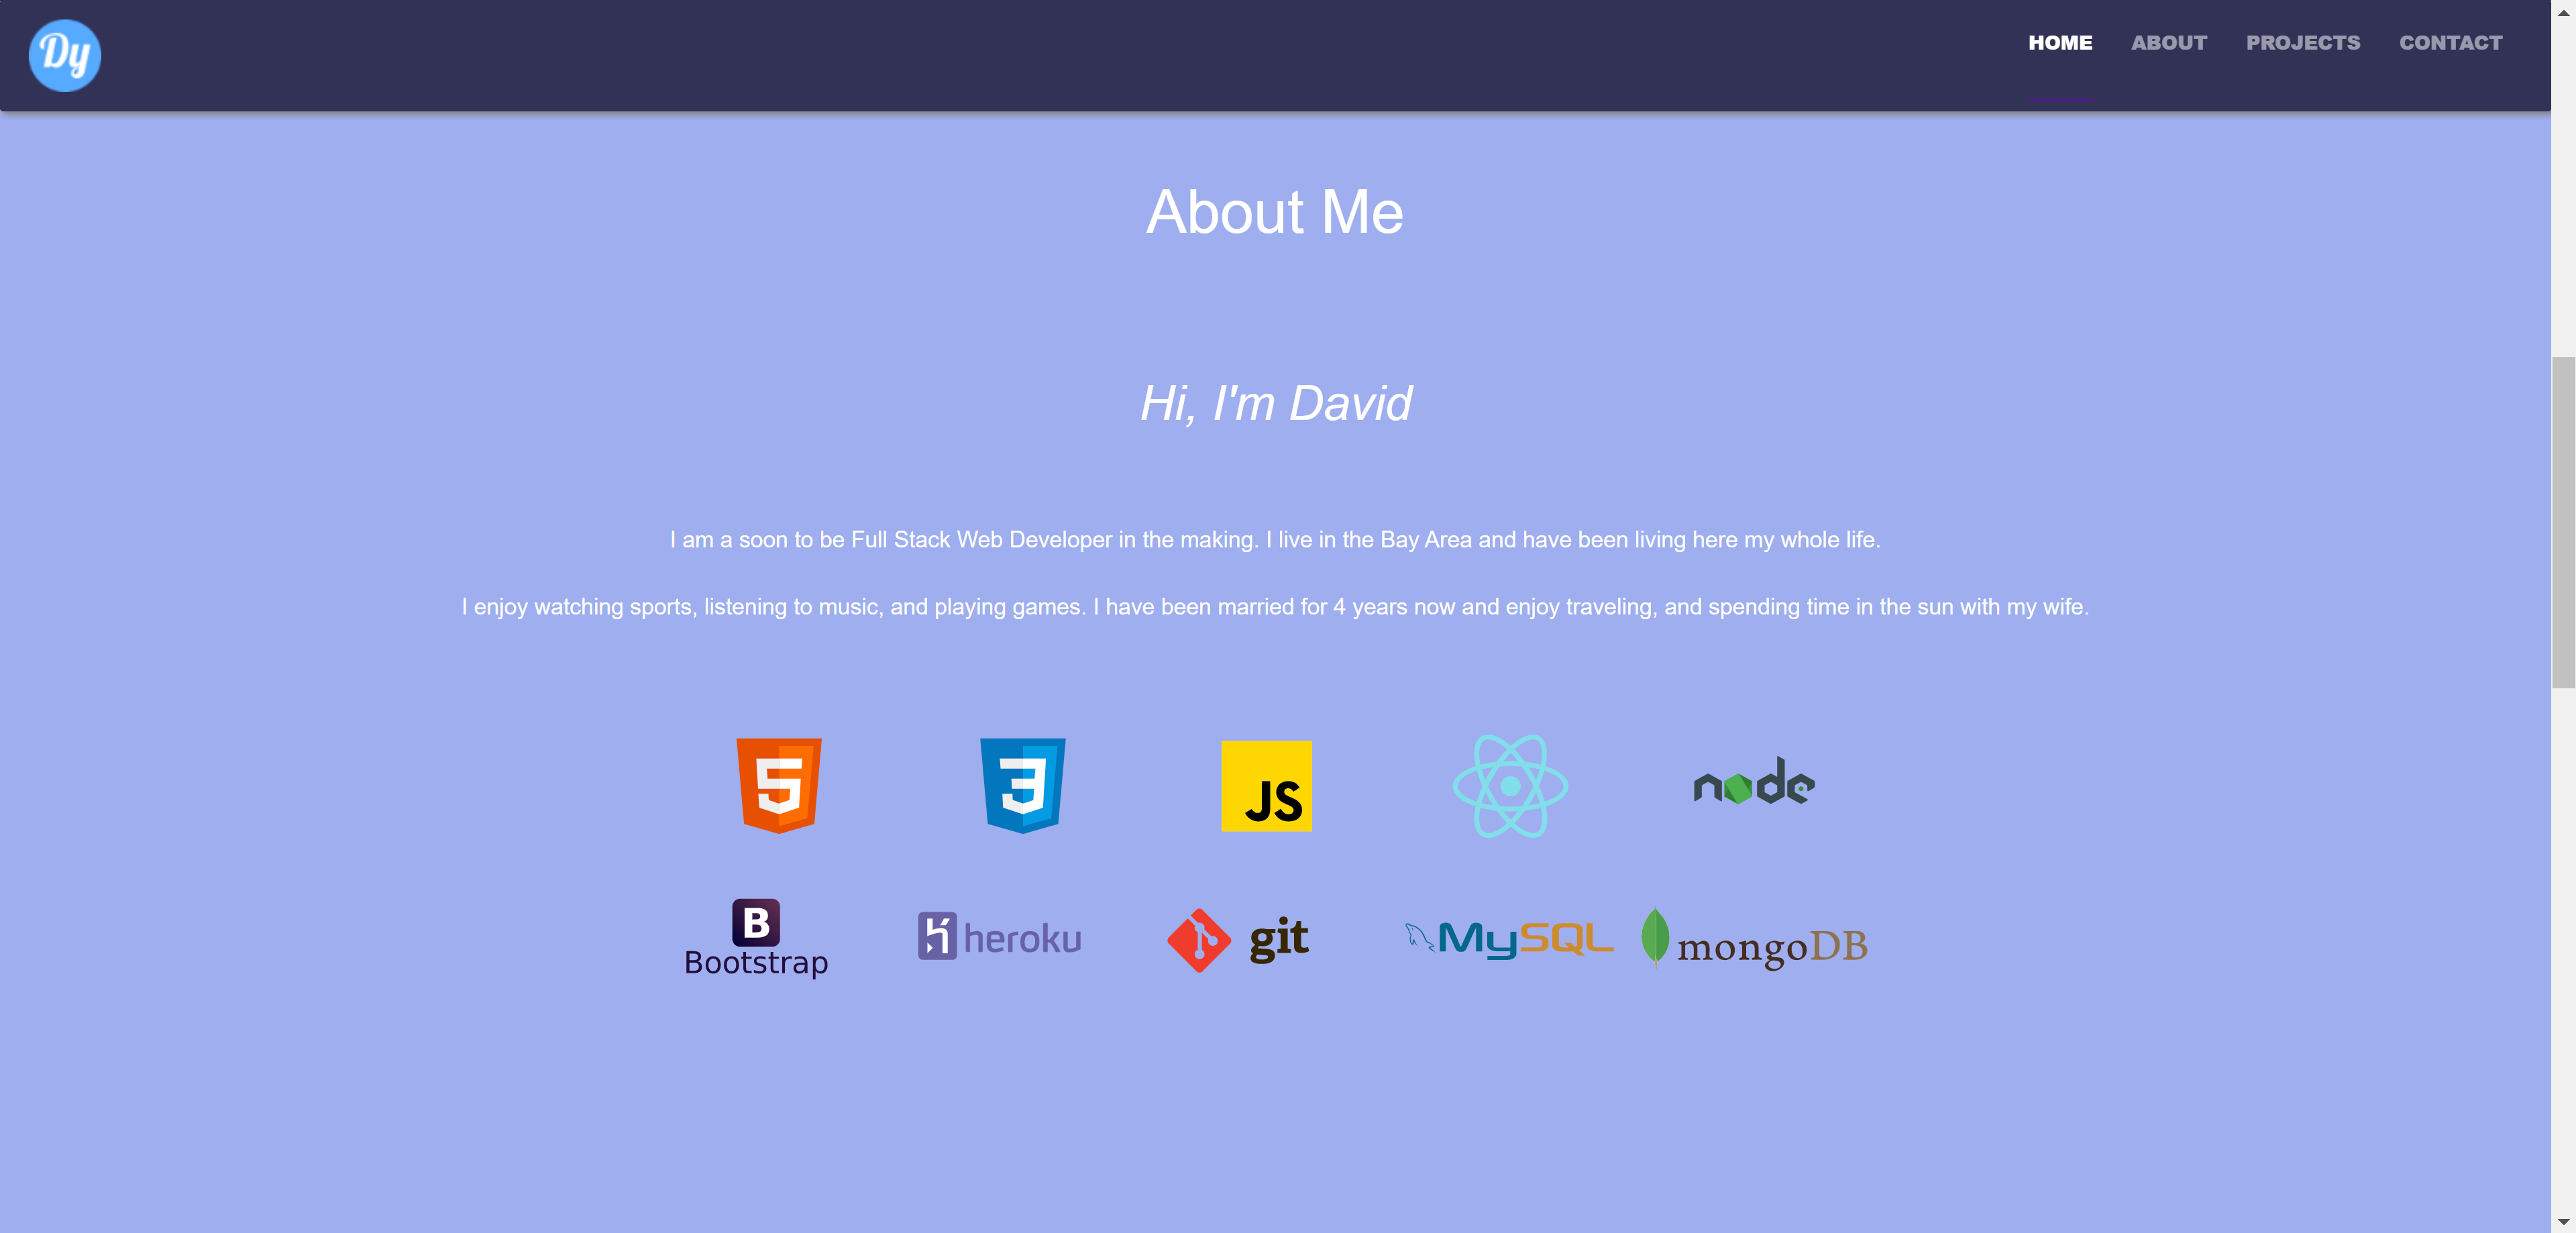 Dy
HOME ABOUT PROJECTS CONTACT
About Me
Hi, I'm David
I am a soon to be Full Stack Web Developer in the making. I live in the Bay Area and have been living here my whole life.
I enjoy watching sports, listening to music, and playing games. I have been married for 4 years now and enjoy traveling, and spending time in the sun with my wife.
5 3 JS node
B
Bootstrap heroku git MySQL mongoDB